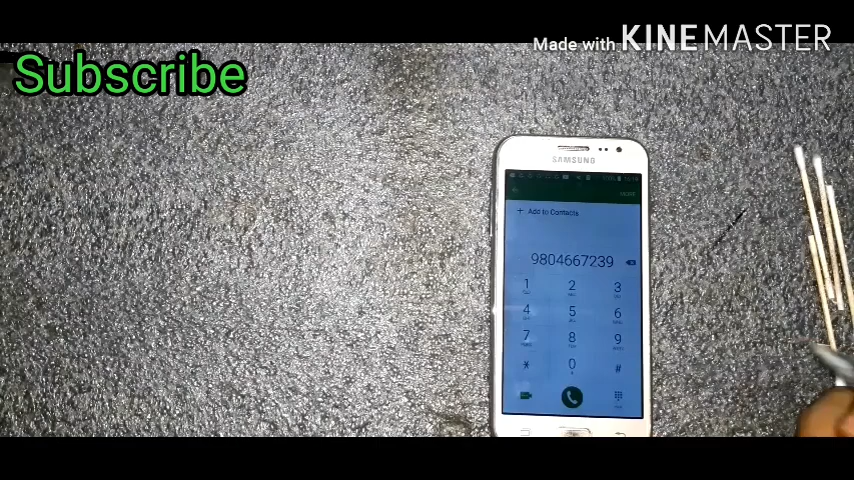 Made with KINEMASTER
Subscribe
SAMSUNG
+ Add to Contacts
9804667239
1 2 3
4 5 6
7 8 9
* 0 #